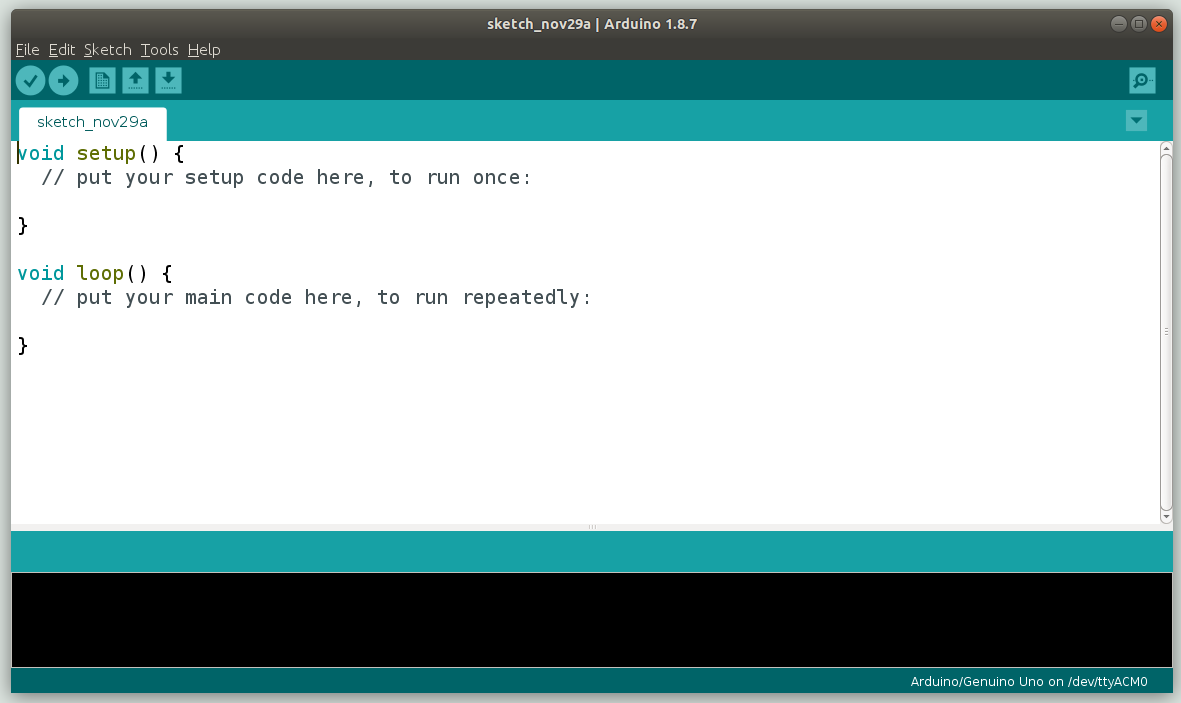 sketch_nov29a | Arduino 1.8.7
File Edit Sketch Tools Help
sketch_nov29a
void setup() {
  // put your setup code here, to run once:

}

void loop() {
  // put your main code here, to run repeatedly:

}
Arduino/Genuino Uno on /dev/ttyACM0